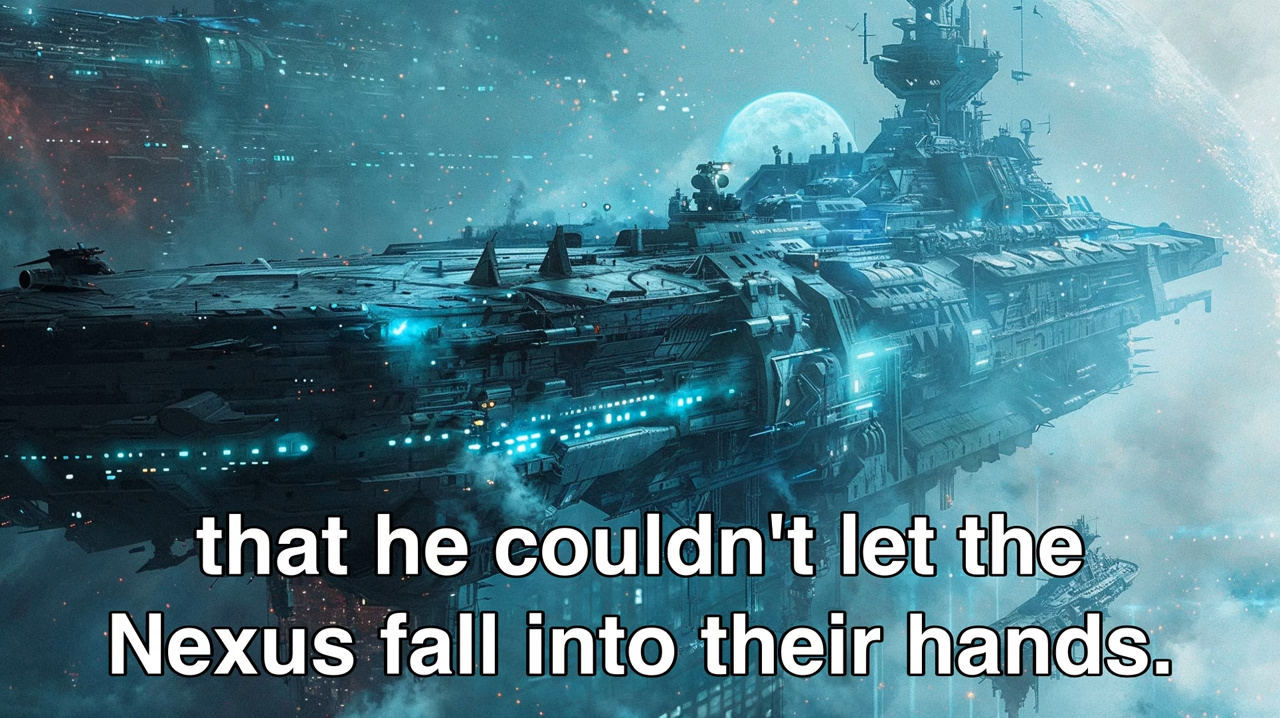 that he couldn't let the
Nexus fall into their hands.